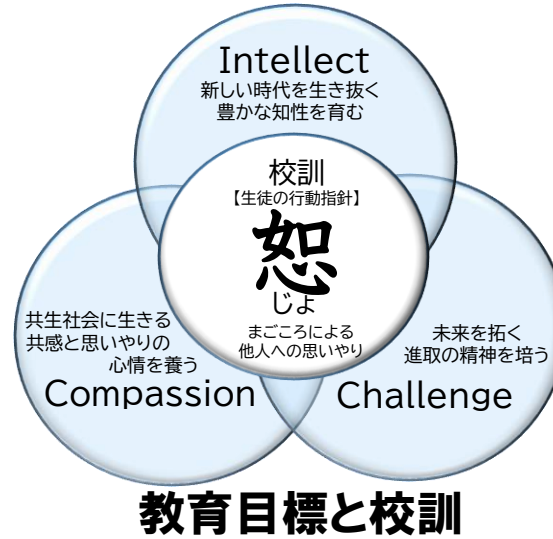 Intellect
新しい時代を生き抜く
豊かな知性を育む
校訓
【生徒の行動指針】
恕
じょ
まごころによる
他人への思いやり
共生社会に生きる
共感と思いやりの
心情を養う
Compassion
未来を拓く
進取の精神を培う
Challenge
教育目標と校訓